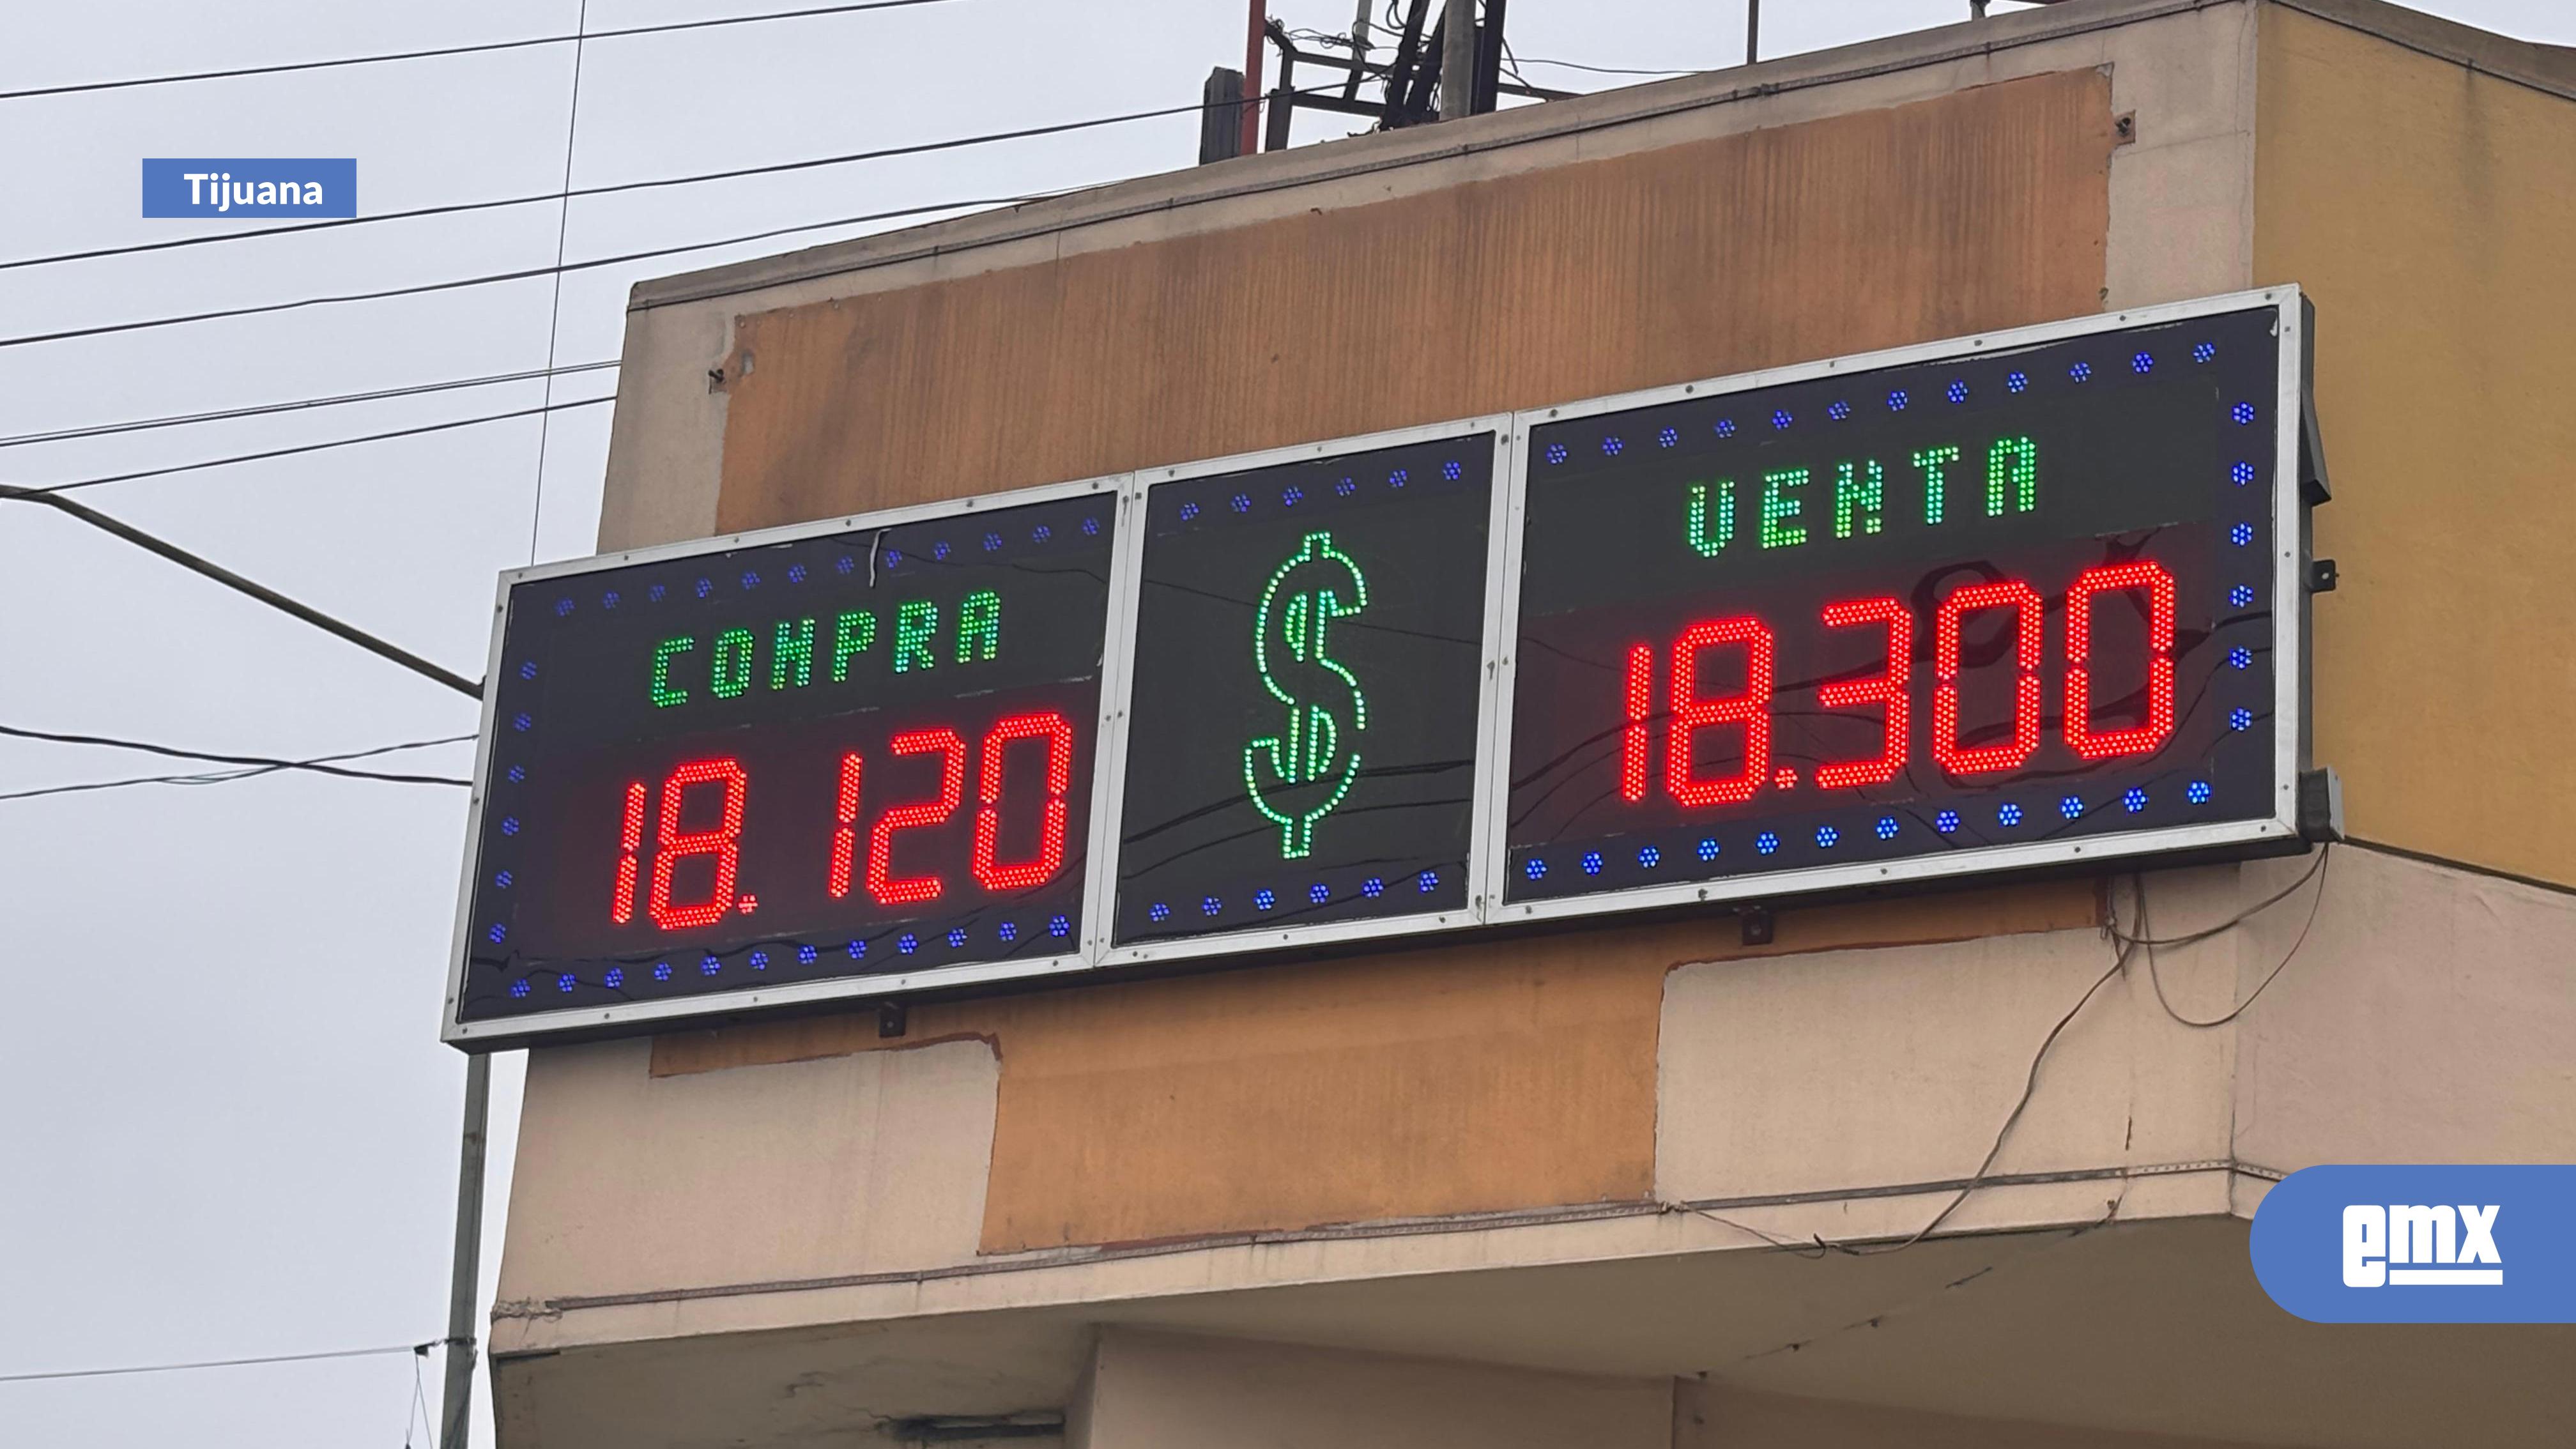 Tijuana
COMPRA
18.120
$
VENTA
18.300
emx